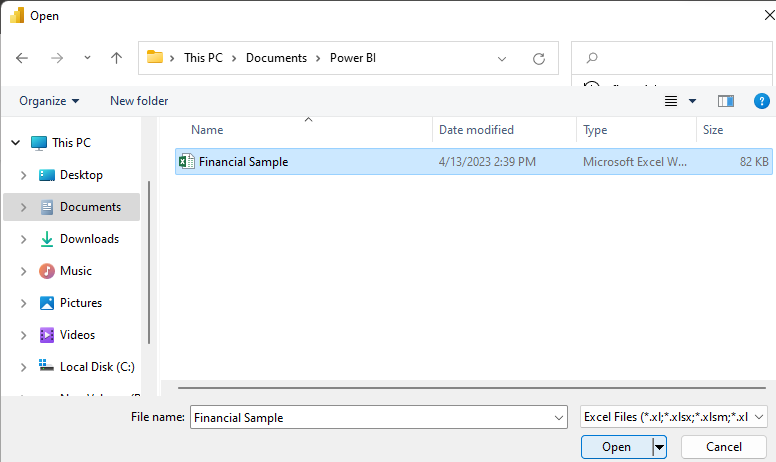 Open
This PC > Documents > Power BI
Organize New folder
Name Date modified Type Size
Financial Sample 4/13/2023 2:39 PM Microsoft Excel W... 82 KB
This PC
Desktop
Documents
Downloads
Music
Pictures
Videos
Local Disk (C:)
File name: Financial Sample Excel Files (*.xl;*.xlsx;*.xlsm;*.xl
Open Cancel